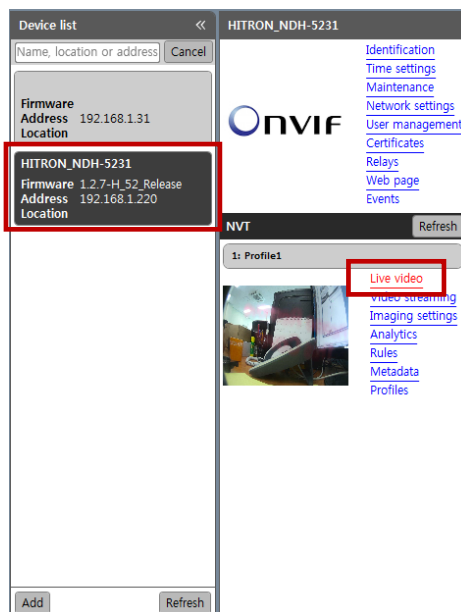 Device list «
Name, location or address Cancel
Firmware
Address 192.168.1.31
Location
HITRON_NDH-5231
Firmware 1.2.7-H_52_Release
Address 192.168.1.220
Location
Add Refresh
HITRON_NDH-5231
ONVIF
Identification
Time settings
Maintenance
Network settings
User management
Certificates
Relays
Web page
Events
NVT Refresh
1: Profile1
Live video
Video streaming
Imaging settings
Analytics
Rules
Metadata
Profiles